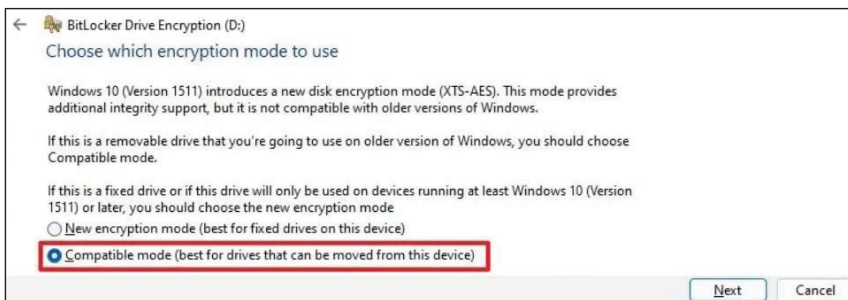 BitLocker Drive Encryption (D:)
Choose which encryption mode to use
Windows 10 (Version 1511) introduces a new disk encryption mode (XTS-AES). This mode provides
additional integrity support, but it is not compatible with older versions of Windows.
If this is a removable drive that you're going to use on older version of Windows, you should choose
Compatible mode.
If this is a fixed drive or if this drive will only be used on devices running at least Windows 10 (Version
1511) or later, you should choose the new encryption mode
New encryption mode (best for fixed drives on this device)
Compatible mode (best for drives that can be moved from this device)
Next Cancel